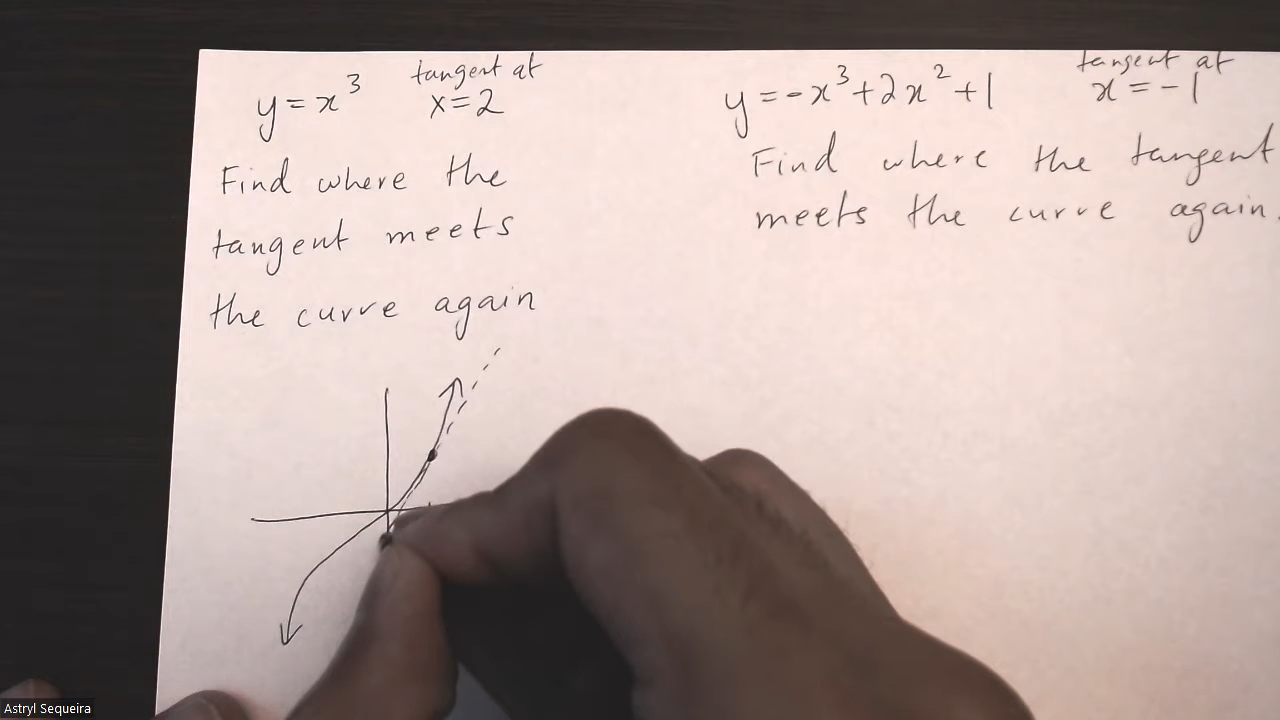 y = x³ tangent at
x = 2
Find where the
tangent meets
the curve again
y = -x³ + 2x² + 1 tangent at
x = -1
Find where the tangent
meets the curve again.
Astryl Sequeira